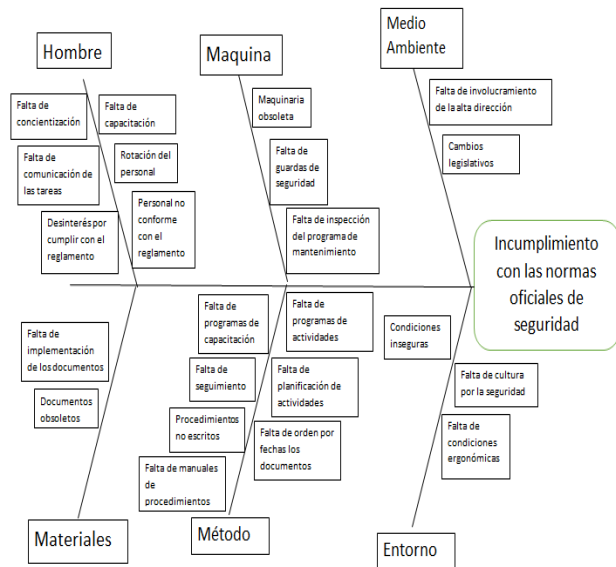 Hombre
Falta de
concientización
Falta de
capacitación
Falta de
comunicación de
las tareas
Rotación del
personal
Desinterés por
cumplir con el
reglamento
Personal no
conforme
con el
reglamento
Maquina
Maquinaria
obsoleta
Falta de
guardas de
seguridad
Falta de inspección
del programa de
mantenimiento
Medio
Ambiente
Falta de involucramiento
de la alta dirección
Cambios
legislativos
Incumplimiento
con las normas
oficiales de
seguridad
Falta de
implementación
de los documentos
Documentos
obsoletos
Materiales
Falta de
programas de
capacitación
Falta de
programas de
actividades
Falta de
seguimiento
Falta de
planificación de
actividades
Procedimientos
no escritos
Falta de orden por
fechas los
documentos
Falta de manuales
de
procedimientos
Método
Condiciones
inseguras
Falta de cultura
por la seguridad
Falta de
condiciones
ergonómicas
Entorno